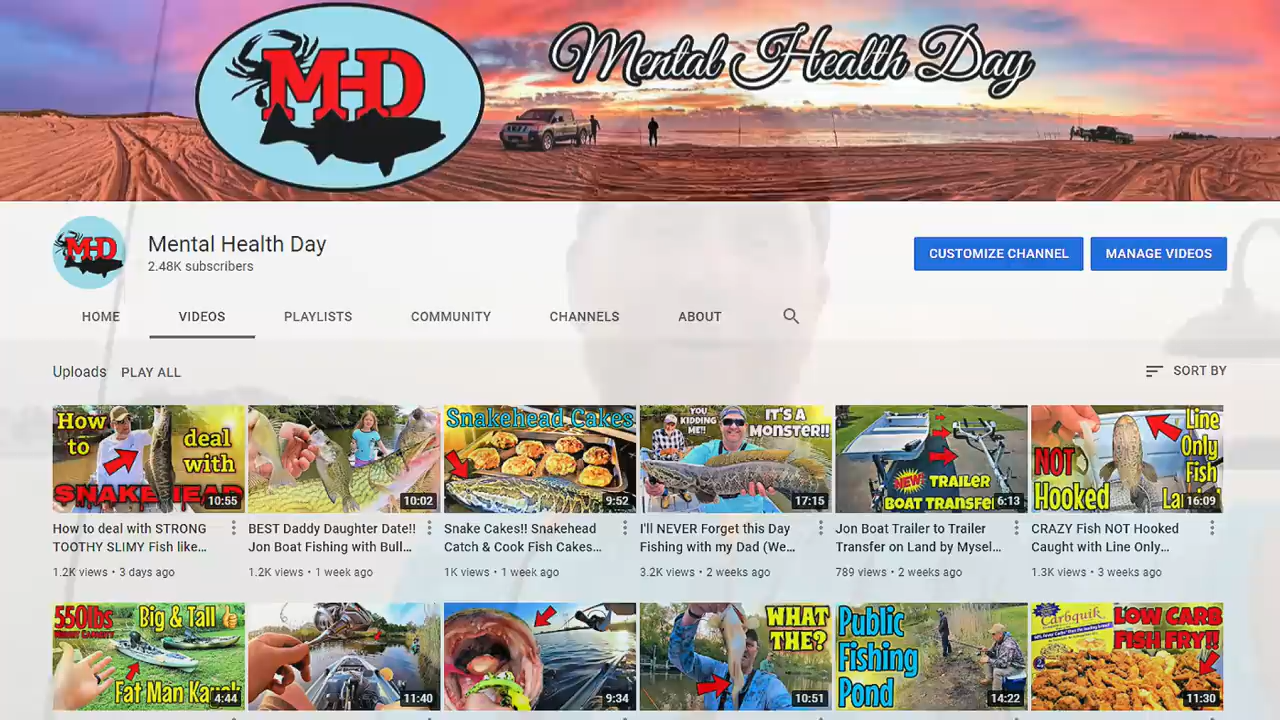 MHD
Mental Health Day
MHD
Mental Health Day
2.48K subscribers
CUSTOMIZE CHANNEL
MANAGE VIDEOS
HOME
VIDEOS
PLAYLISTS
COMMUNITY
CHANNELS
ABOUT
Uploads
PLAY ALL
SORT BY
How
to
deal
with
SNAKEHEAD
10:55
10:02
Snakehead Cakes
9:52
YOU
KIDDING
ME!!
IT'S A
MONSTER!!
17:15
NEW!
TRAILER
BOAT TRANSFER
6:13
NOT
Hooked
Line
Only
Fish
16:09
How to deal with STRONG
TOOTHY SLIMY Fish like...
1.2K views • 3 days ago
BEST Daddy Daughter Date!!
Jon Boat Fishing with Bull...
1.2K views • 1 week ago
Snake Cakes!! Snakehead
Catch & Cook Fish Cakes...
1K views • 1 week ago
I'll NEVER Forget this Day
Fishing with my Dad (We...
3.2K views • 2 weeks ago
Jon Boat Trailer to Trailer
Transfer on Land by Mysel...
789 views • 2 weeks ago
CRAZY Fish NOT Hooked
Caught with Line Only...
1.3K views • 3 weeks ago
550lbs
WEIGHT CAPACITY
Big & Tall
Fat Man Kayak
4:44
11:40
9:34
WHAT
THE?
10:51
Public
Fishing
Pond
14:22
Carbquik
LOW CARB
FISH FRY!!
11:30